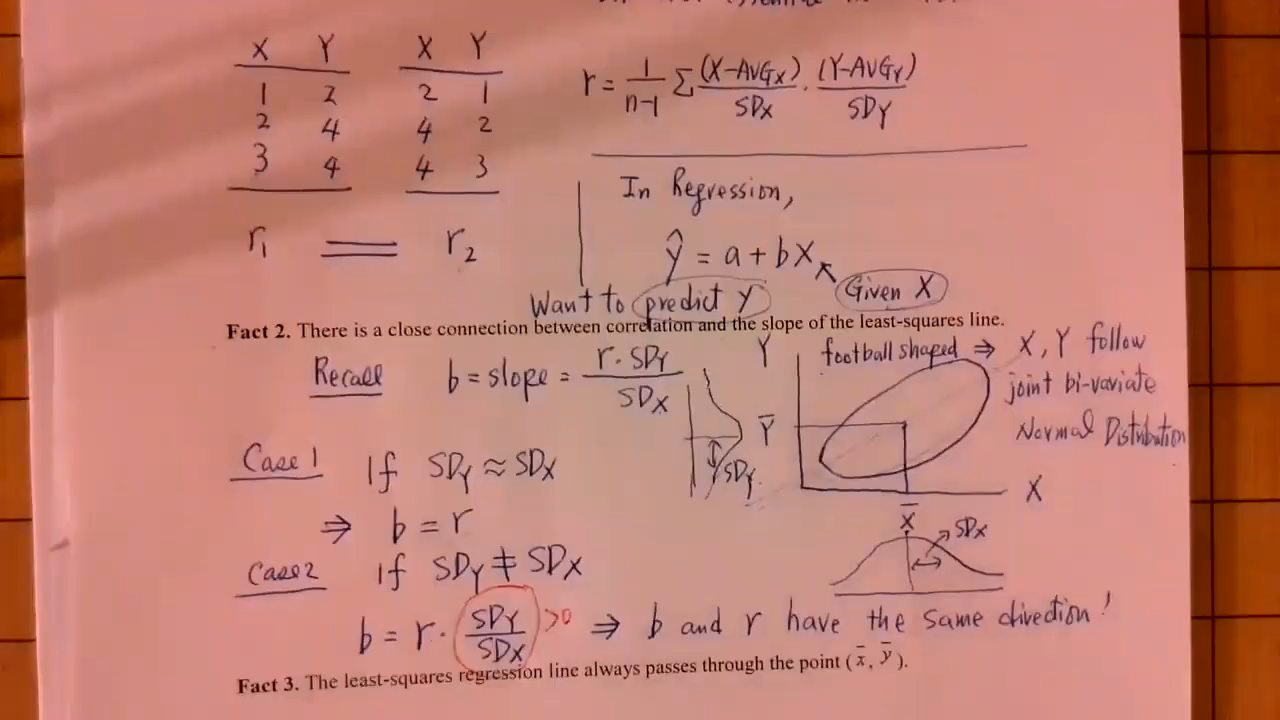 X Y X Y
1 2 2 1
2 4 4 2
3 4 4 3
r₁ = r₂
r = 1/(n-1) Σ (X-AVGx)/SDx · (Y-AVGy)/SDy
In Regression,
ŷ = a + bX
Want to predict Y Given X
Fact 2. There is a close connection between correlation and the slope of the least-squares line.
Recall b = slope = r · SDy / SDx
Y football shaped ⇒ X, Y follow
joint bi-variate
Normal Distribution
Ȳ
SDy
X
X̄
SDx
Case 1 If SDy ≈ SDx
⇒ b = r
Case 2 If SDy ≠ SDx
b = r · SDy/SDx >0 ⇒ b and r have the same direction!
Fact 3. The least-squares regression line always passes through the point (x̄, ȳ).